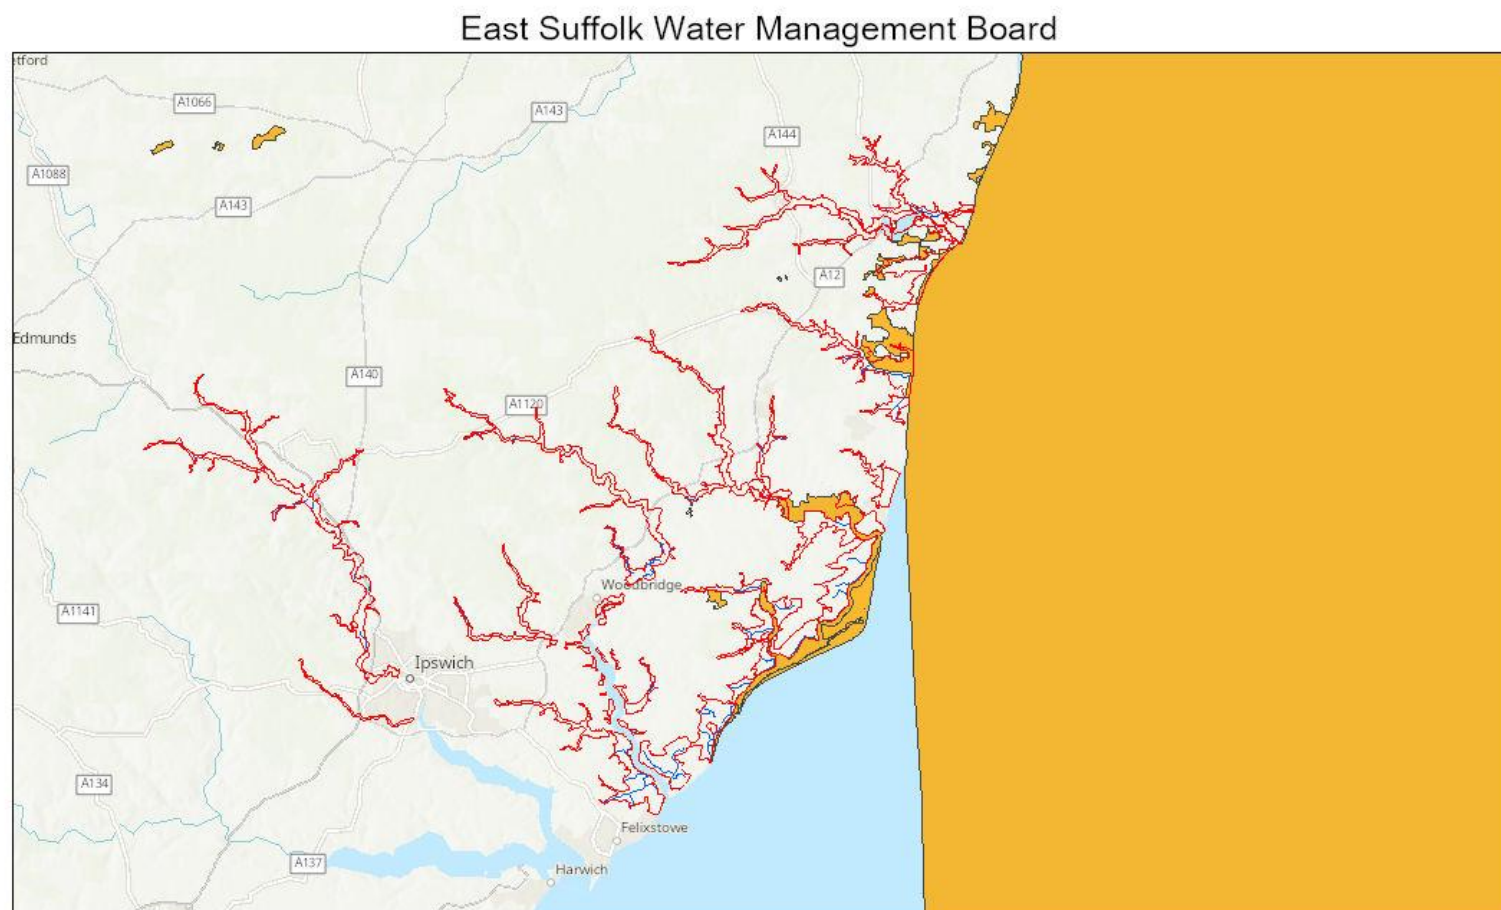 East Suffolk Water Management Board
tford
A1066
A143
A144
A1088
A143
A12
Edmunds
A140
A1120
Woodbridge
A1141
Ipswich
A134
Felixstowe
A137
Harwich